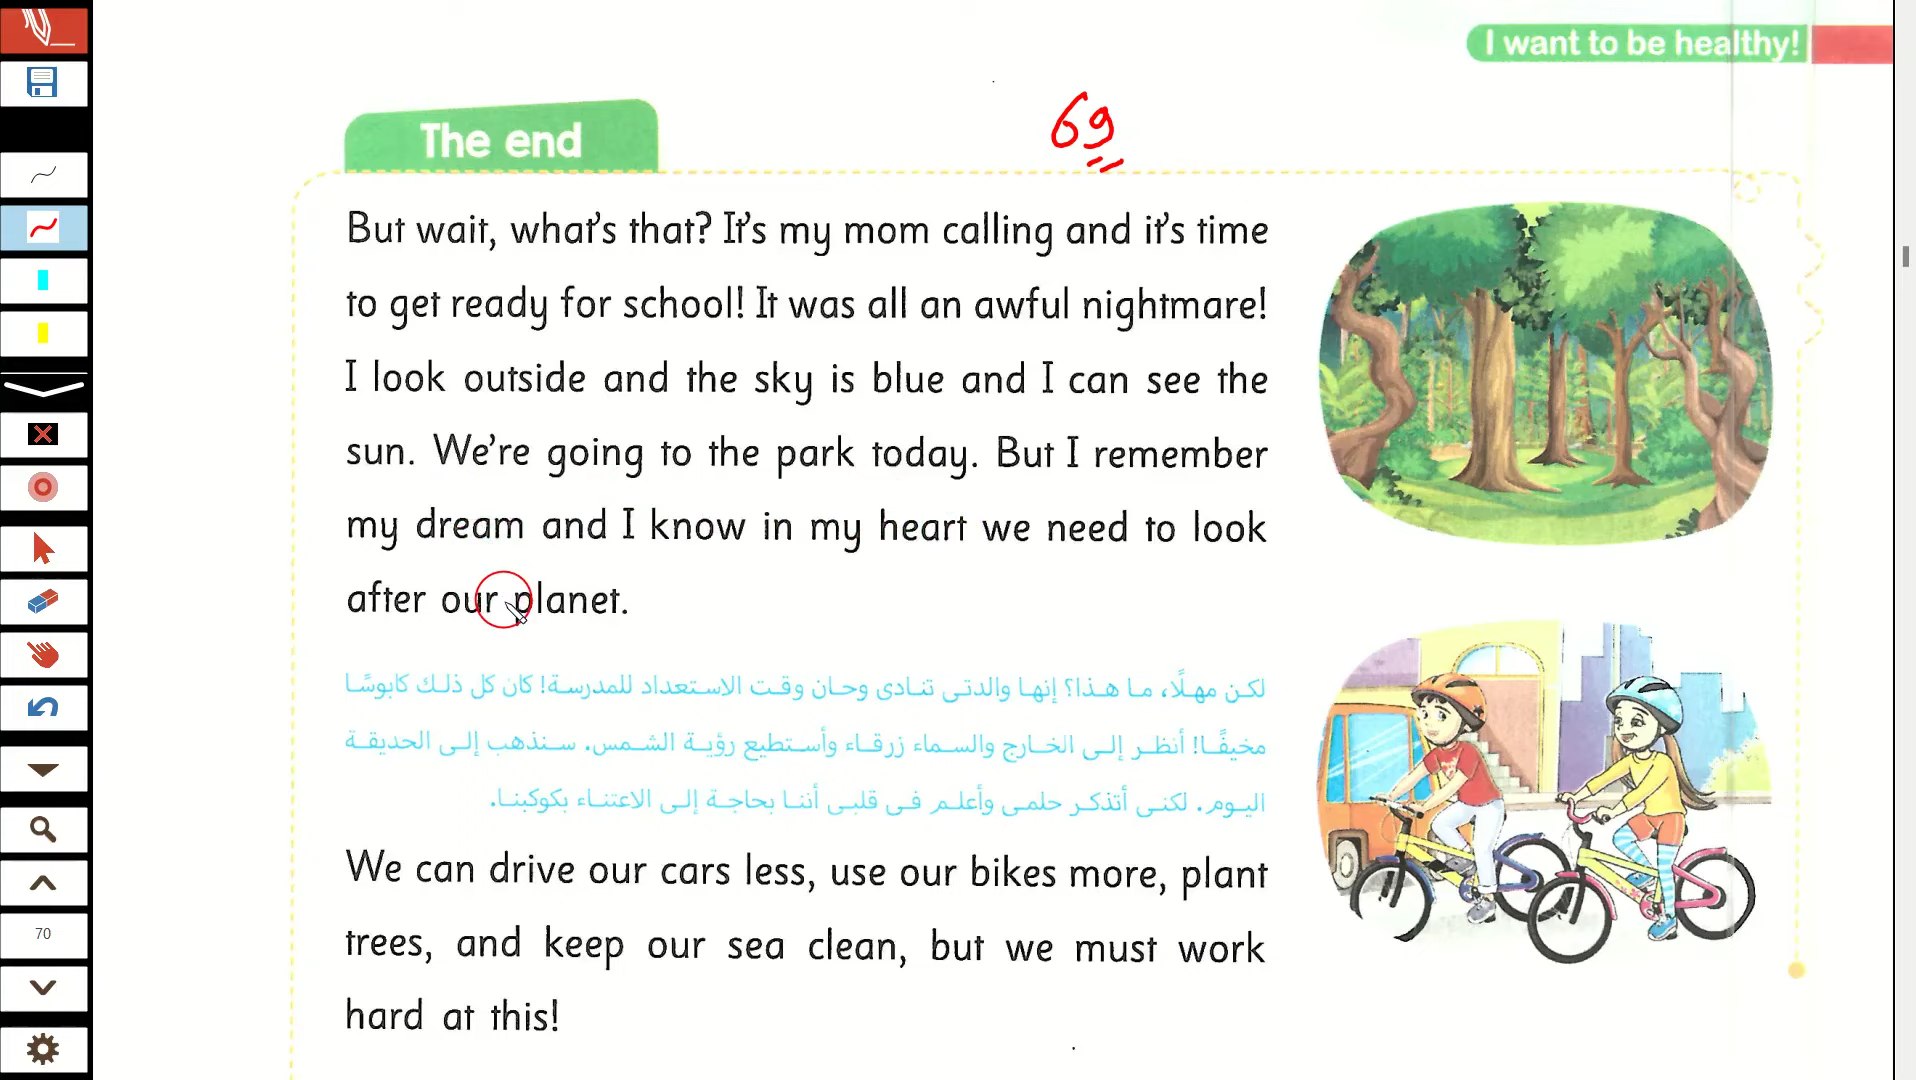 I want to be healthy!
69
The end
But wait, what's that? It's my mom calling and it's time
to get ready for school! It was all an awful nightmare!
I look outside and the sky is blue and I can see the
sun. We're going to the park today. But I remember
my dream and I know in my heart we need to look
after our planet.
لكن مهلًا، ما هذا؟ إنها والدتى تنادى وحان وقت الاستعداد للمدرسة! كان كل ذلك كابوسًا
مخيفًا! أنظر إلى الخارج والسماء زرقاء وأستطيع رؤية الشمس. سنذهب إلى الحديقة
اليوم. لكنى أتذكر حلمى وأعلم فى قلبى أننا بحاجة إلى الاعتناء بكوكبنا.
We can drive our cars less, use our bikes more, plant
trees, and keep our sea clean, but we must work
hard at this!
70